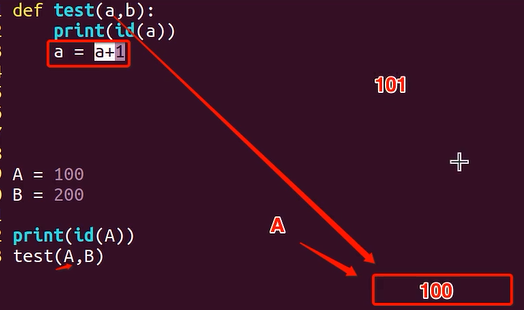 def test(a,b):
    print(id(a))
    a = a+1
101
A = 100
B = 200
print(id(A))
A
test(A,B)
100